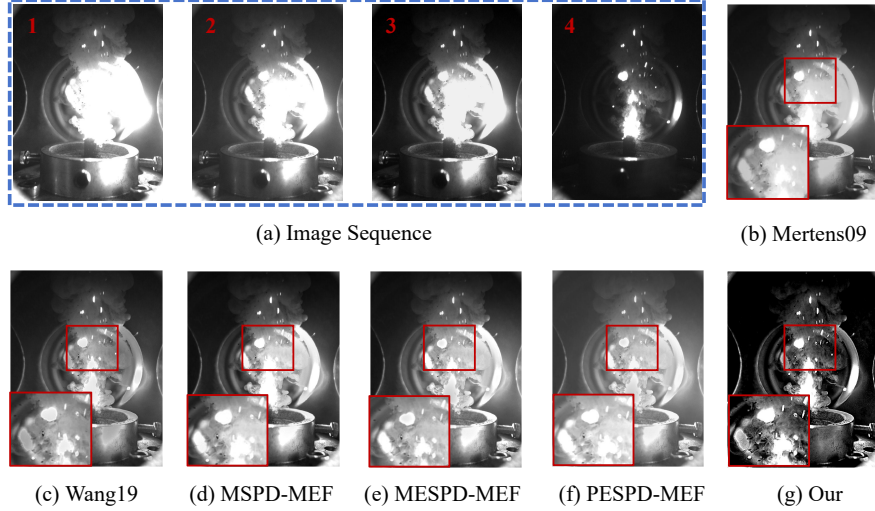 1 2 3 4
(a) Image Sequence (b) Mertens09
(c) Wang19 (d) MSPD-MEF (e) MESPD-MEF (f) PESPD-MEF (g) Our